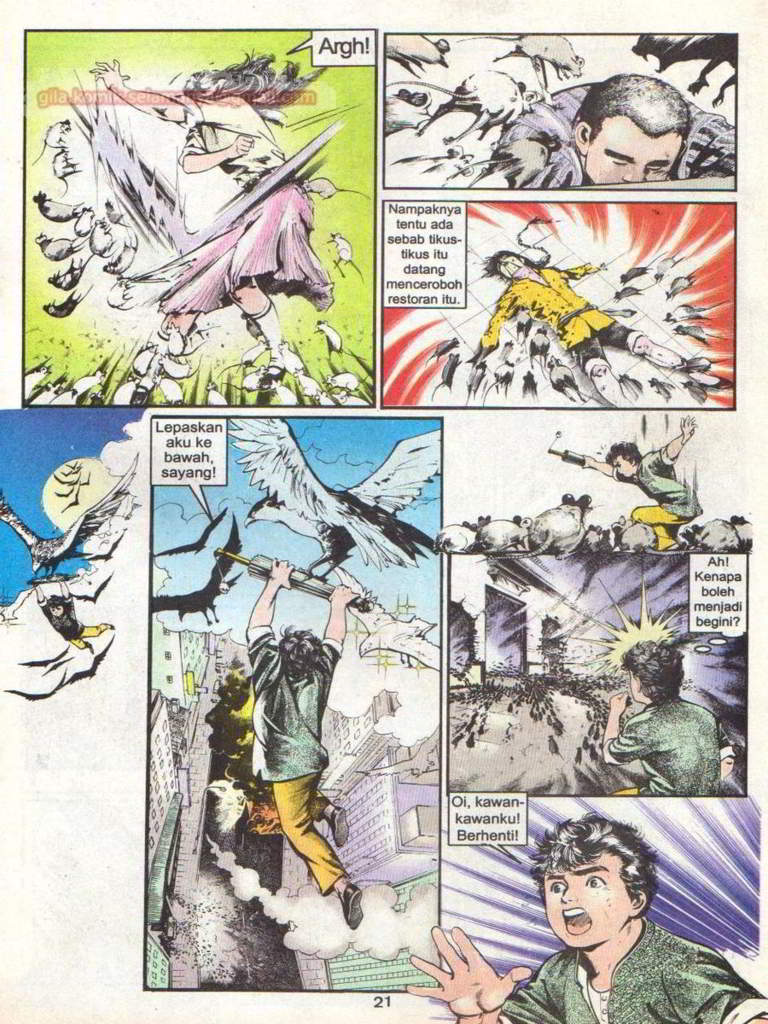 Argh!
Nampaknya
tentu ada
sebab tikus-
tikus itu
datang
menceroboh
restoran itu.
Lepaskan
aku ke
bawah,
sayang!
Ah!
Kenapa
boleh
menjadi
begini?
Oi, kawan-
kawanku!
Berhenti!
21